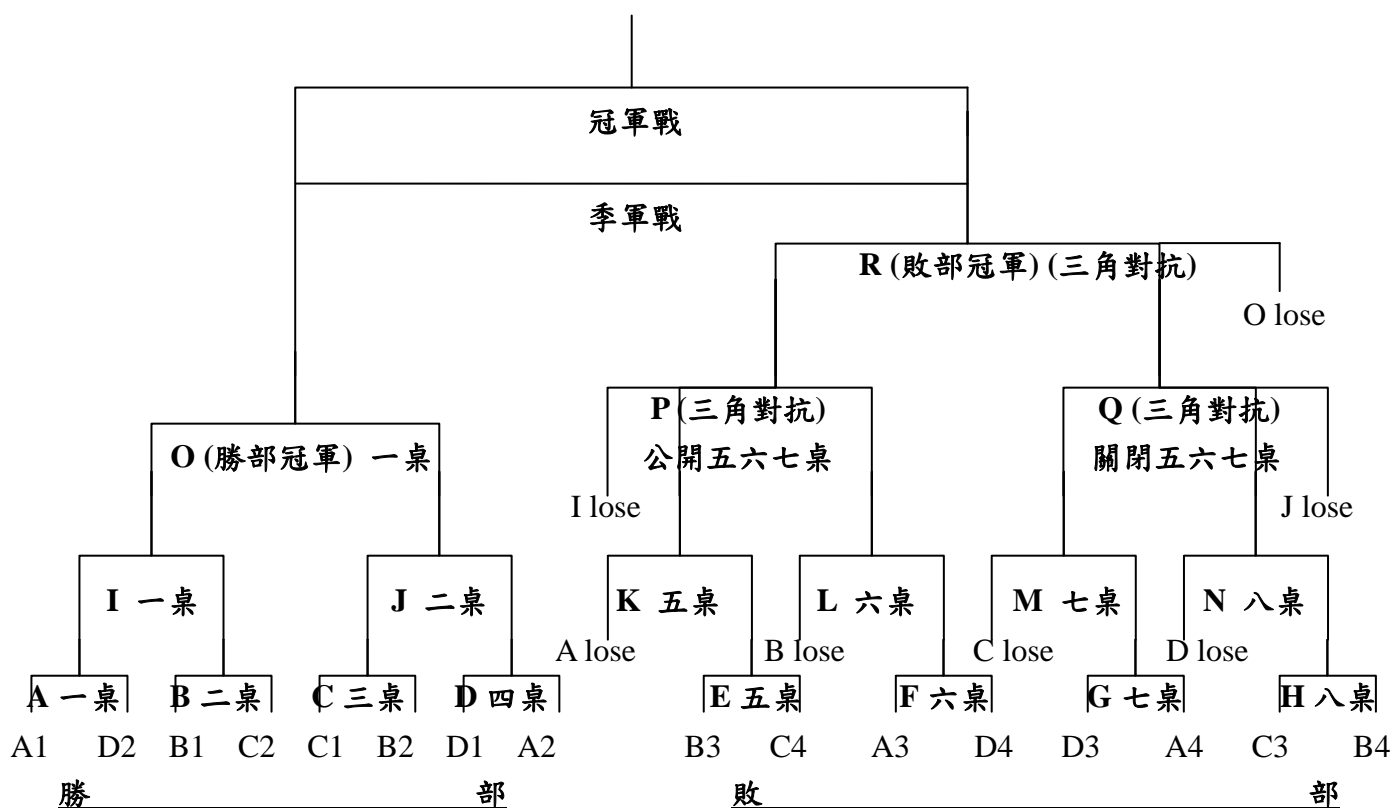 冠軍戰
季軍戰
R (敗部冠軍) (三角對抗)
O lose
P (三角對抗) Q (三角對抗)
O (勝部冠軍) 一桌 公開五六七桌 關閉五六七桌
I lose J lose
I 一桌 J 二桌 K 五桌 L 六桌 M 七桌 N 八桌
A lose B lose C lose D lose
A 一桌 B 二桌 C 三桌 D 四桌 E 五桌 F 六桌 G 七桌 H 八桌
A1 D2 B1 C2 C1 B2 D1 A2 B3 C4 A3 D4 D3 A4 C3 B4
勝 部 敗 部